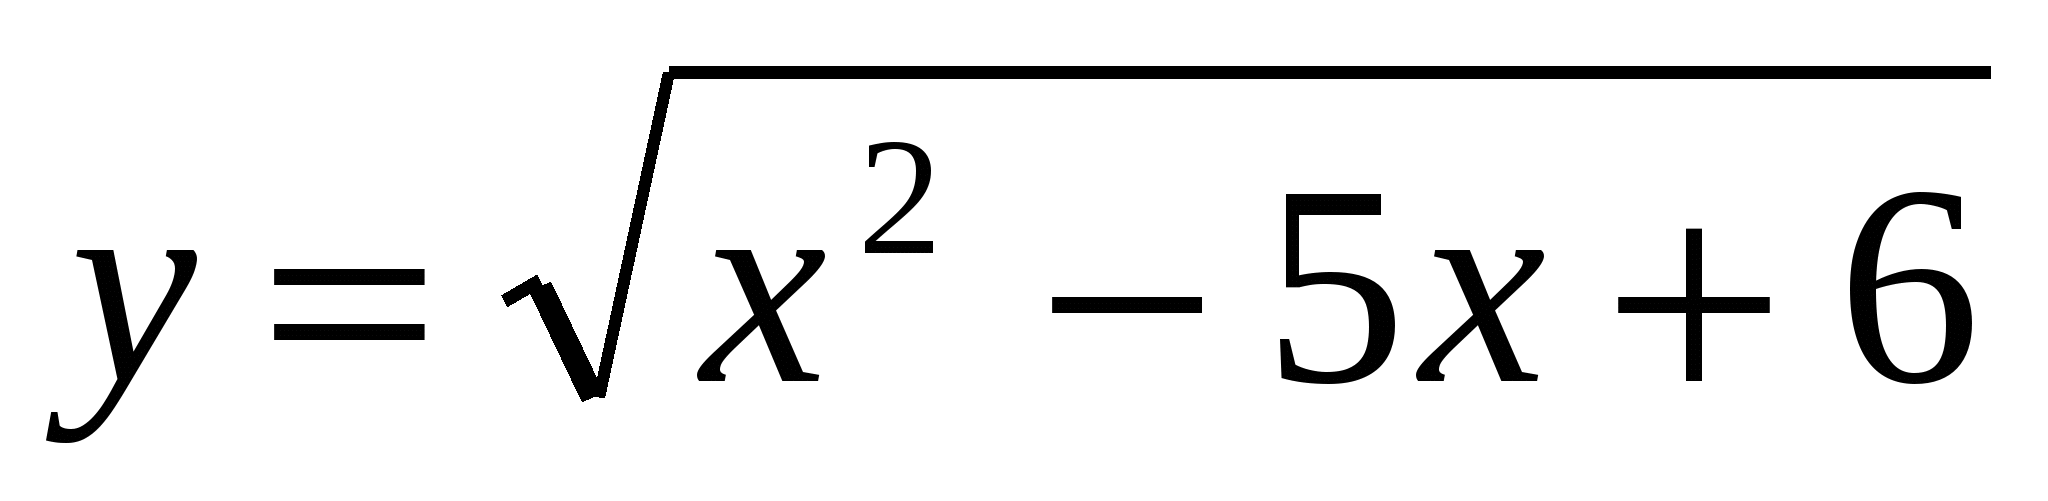 y = √(x² − 5x + 6)